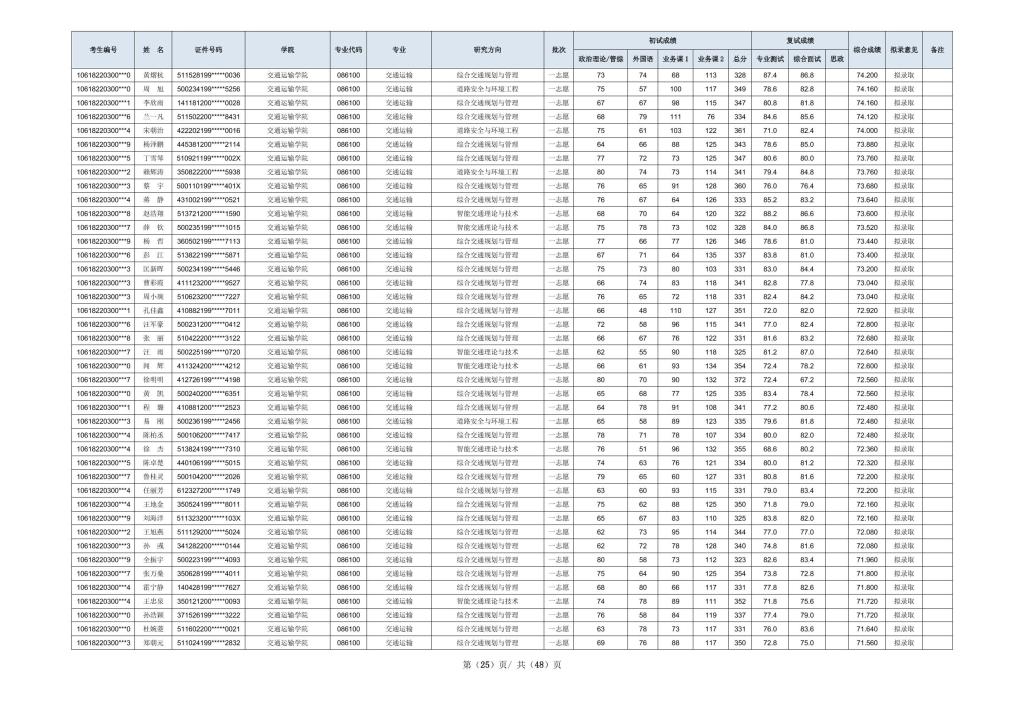 初试成绩 复试成绩
考生编号 姓 名 证件号码 学院 专业代码 专业 研究方向 批次 政治理论/管综 外国语 业务课 1 业务课 2 总分 专业测试 综合面试 思政 综合成绩 拟录意见 备注
10618220300***0 黄熠杭 511528199*****0036 交通运输学院 086100 交通运输 综合交通规划与管理 一志愿 73 74 68 113 328 87.4 86.8 74.200 拟录取
10618220300***0 周 旭 500234199*****5256 交通运输学院 086100 交通运输 道路安全与环境工程 一志愿 75 57 100 117 349 78.6 82.8 74.160 拟录取
10618220300***1 李欣雨 141181200*****0028 交通运输学院 086100 交通运输 综合交通规划与管理 一志愿 67 67 98 115 347 80.8 81.8 74.160 拟录取
10618220300***6 兰一凡 511502200*****8431 交通运输学院 086100 交通运输 综合交通规划与管理 一志愿 68 79 111 76 334 84.6 85.6 74.120 拟录取
10618220300***4 宋朝治 422202199*****0016 交通运输学院 086100 交通运输 道路安全与环境工程 一志愿 75 61 103 122 361 71.0 82.4 74.000 拟录取
10618220300***9 杨泽鹏 445381200*****2114 交通运输学院 086100 交通运输 综合交通规划与管理 一志愿 64 66 88 125 343 78.6 85.0 73.880 拟录取
10618220300***5 丁雪琴 510921199*****002X 交通运输学院 086100 交通运输 综合交通规划与管理 一志愿 77 72 73 125 347 80.6 80.0 73.760 拟录取
10618220300***2 赖辉涛 350822200*****5938 交通运输学院 086100 交通运输 道路安全与环境工程 一志愿 80 74 73 114 341 79.4 84.8 73.760 拟录取
10618220300***3 蔡 宇 500110199*****401X 交通运输学院 086100 交通运输 综合交通规划与管理 一志愿 76 65 91 128 360 76.0 76.4 73.680 拟录取
10618220300***4 蒋 静 431002199*****0521 交通运输学院 086100 交通运输 综合交通规划与管理 一志愿 76 67 64 126 333 85.2 83.2 73.640 拟录取
10618220300***8 赵浩翔 513721200*****1590 交通运输学院 086100 交通运输 智能交通理论与技术 一志愿 68 70 64 120 322 88.2 86.6 73.600 拟录取
10618220300***7 薛 钦 500235199*****1015 交通运输学院 086100 交通运输 智能交通理论与技术 一志愿 75 78 73 102 328 84.0 86.8 73.520 拟录取
10618220300***9 杨 哲 360502199*****7113 交通运输学院 086100 交通运输 综合交通规划与管理 一志愿 77 66 77 126 346 78.6 81.0 73.440 拟录取
10618220300***6 彭 江 513822199*****5871 交通运输学院 086100 交通运输 综合交通规划与管理 一志愿 67 71 64 135 337 83.8 81.0 73.400 拟录取
10618220300***3 匡新晖 500234199*****5446 交通运输学院 086100 交通运输 综合交通规划与管理 一志愿 75 73 80 103 331 83.0 84.4 73.200 拟录取
10618220300***3 曹彩霞 411123200*****9527 交通运输学院 086100 交通运输 综合交通规划与管理 一志愿 66 74 83 118 341 82.8 77.8 73.040 拟录取
10618220300***3 周小琬 510623200*****7227 交通运输学院 086100 交通运输 综合交通规划与管理 一志愿 76 65 72 118 331 82.4 84.2 73.040 拟录取
10618220300***1 孔佳鑫 410882199*****7011 交通运输学院 086100 交通运输 综合交通规划与管理 一志愿 66 48 110 127 351 72.0 82.0 72.920 拟录取
10618220300***6 汪军豪 500231200*****0412 交通运输学院 086100 交通运输 综合交通规划与管理 一志愿 72 58 96 115 341 77.0 82.4 72.800 拟录取
10618220300***8 张 丽 510422200*****3122 交通运输学院 086100 交通运输 综合交通规划与管理 一志愿 66 67 76 122 331 81.6 83.2 72.680 拟录取
10618220300***7 汪 雨 500225199*****0720 交通运输学院 086100 交通运输 智能交通理论与技术 一志愿 62 55 90 118 325 81.2 87.0 72.640 拟录取
10618220300***0 闻 辉 411324200*****4212 交通运输学院 086100 交通运输 智能交通理论与技术 一志愿 66 61 93 134 354 72.4 78.2 72.600 拟录取
10618220300***7 徐明明 412726199*****4198 交通运输学院 086100 交通运输 综合交通规划与管理 一志愿 80 70 90 132 372 72.4 67.2 72.560 拟录取
10618220300***0 黄 凯 500240200*****6351 交通运输学院 086100 交通运输 综合交通规划与管理 一志愿 65 68 77 125 335 83.4 78.4 72.560 拟录取
10618220300***1 程 骝 410881200*****2523 交通运输学院 086100 交通运输 综合交通规划与管理 一志愿 64 78 91 108 341 77.2 80.6 72.480 拟录取
10618220300***3 易 刚 500236199*****2456 交通运输学院 086100 交通运输 道路安全与环境工程 一志愿 65 58 89 123 335 79.6 81.8 72.480 拟录取
10618220300***4 陈柏丞 500106200*****7417 交通运输学院 086100 交通运输 综合交通规划与管理 一志愿 78 71 78 107 334 80.0 82.0 72.480 拟录取
10618220300***4 徐 杰 513824199*****7310 交通运输学院 086100 交通运输 智能交通理论与技术 一志愿 76 51 96 132 355 68.6 80.2 72.360 拟录取
10618220300***5 陈卓楚 440106199*****5015 交通运输学院 086100 交通运输 综合交通规划与管理 一志愿 74 63 76 121 334 80.0 81.2 72.320 拟录取
10618220300***7 鲁桂灵 500104200*****2026 交通运输学院 086100 交通运输 综合交通规划与管理 一志愿 79 65 60 127 331 80.8 81.6 72.200 拟录取
10618220300***4 任丽芳 612327200*****1749 交通运输学院 086100 交通运输 综合交通规划与管理 一志愿 63 60 93 115 331 79.0 83.4 72.200 拟录取
10618220300***4 王地金 350524199*****8011 交通运输学院 086100 交通运输 综合交通规划与管理 一志愿 75 62 88 125 350 71.8 79.0 72.160 拟录取
10618220300***9 刘海洋 511323200*****103X 交通运输学院 086100 交通运输 综合交通规划与管理 一志愿 65 67 83 110 325 83.8 82.0 72.160 拟录取
10618220300***2 王旭燕 511129200*****5024 交通运输学院 086100 交通运输 综合交通规划与管理 一志愿 62 73 95 114 344 77.0 77.0 72.080 拟录取
10618220300***3 孙 彧 341282200*****0144 交通运输学院 086100 交通运输 综合交通规划与管理 一志愿 62 72 78 128 340 74.8 81.6 72.080 拟录取
10618220300***9 全振宇 500223199*****4093 交通运输学院 086100 交通运输 综合交通规划与管理 一志愿 80 58 73 112 323 82.6 83.4 71.960 拟录取
10618220300***7 张万燊 350628199*****4011 交通运输学院 086100 交通运输 综合交通规划与管理 一志愿 75 64 90 125 354 73.8 72.8 71.800 拟录取
10618220300***4 霍宁静 140428199*****7627 交通运输学院 086100 交通运输 综合交通规划与管理 一志愿 68 80 66 117 331 77.8 82.6 71.800 拟录取
10618220300***4 王忠泉 350121200*****0093 交通运输学院 086100 交通运输 智能交通理论与技术 一志愿 74 78 89 111 352 71.8 75.6 71.720 拟录取
10618220300***0 孙浩颖 371526199*****3222 交通运输学院 086100 交通运输 综合交通规划与管理 一志愿 76 58 84 119 337 77.4 79.0 71.720 拟录取
10618220300***0 杜婉菱 511602200*****0021 交通运输学院 086100 交通运输 综合交通规划与管理 一志愿 63 78 73 117 331 76.0 83.6 71.640 拟录取
10618220300***3 郑朝元 511024199*****2832 交通运输学院 086100 交通运输 综合交通规划与管理 一志愿 69 76 88 117 350 72.8 75.0 71.560 拟录取
第（25）页/ 共（48）页